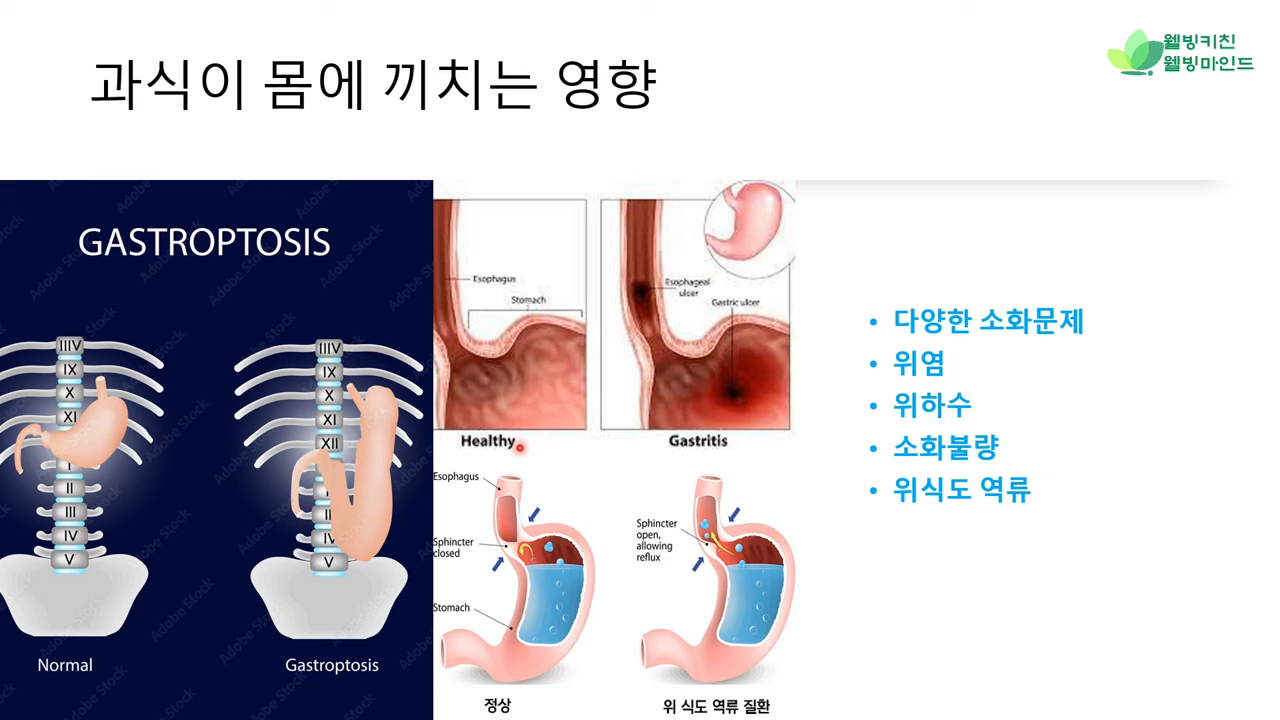 과식이 몸에 끼치는 영향
웰빙키친
웰빙마인드
GASTROPTOSIS
IIIV
IX
X
XI
I
II
III
IV
V
Normal
IIIV
IX
X
XI
XII
V
Gastroptosis
Esophagus
Stomach
Healthy
Esophageal
ulcer
Gastric ulcer
Gastritis
Esophagus
Sphincter
closed
Stomach
정상
Sphincter
open,
allowing
reflux
위 식도 역류 질환
• 다양한 소화문제
• 위염
• 위하수
• 소화불량
• 위식도 역류
Adobe Stock